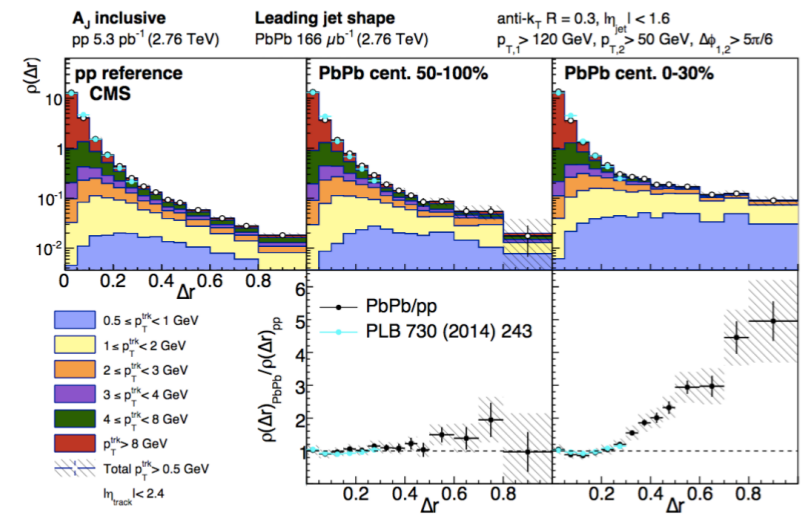 A_J inclusive
pp 5.3 pb⁻¹ (2.76 TeV)
Leading jet shape
PbPb 166 μb⁻¹ (2.76 TeV)
anti-k_T R = 0.3, |η_jet| < 1.6
p_T,1 > 120 GeV, p_T,2 > 50 GeV, Δϕ_1,2 > 5π/6
ρ(Δr)
pp reference
CMS
PbPb cent. 50-100%
PbPb cent. 0-30%
10
1
10⁻¹
10⁻²
0 0.2 0.4 0.6 0.8
Δr
0.5 ≤ p_T^trk < 1 GeV
1 ≤ p_T^trk < 2 GeV
2 ≤ p_T^trk < 3 GeV
3 ≤ p_T^trk < 4 GeV
4 ≤ p_T^trk < 8 GeV
p_T^trk > 8 GeV
Total p_T^trk > 0.5 GeV
|η_track| < 2.4
ρ(Δr)_PbPb/ρ(Δr)_pp
6
5
4
3
2
1
PbPb/pp
PLB 730 (2014) 243
0.2 0.4 0.6 0.8
Δr
0.2 0.4 0.6 0.8
Δr